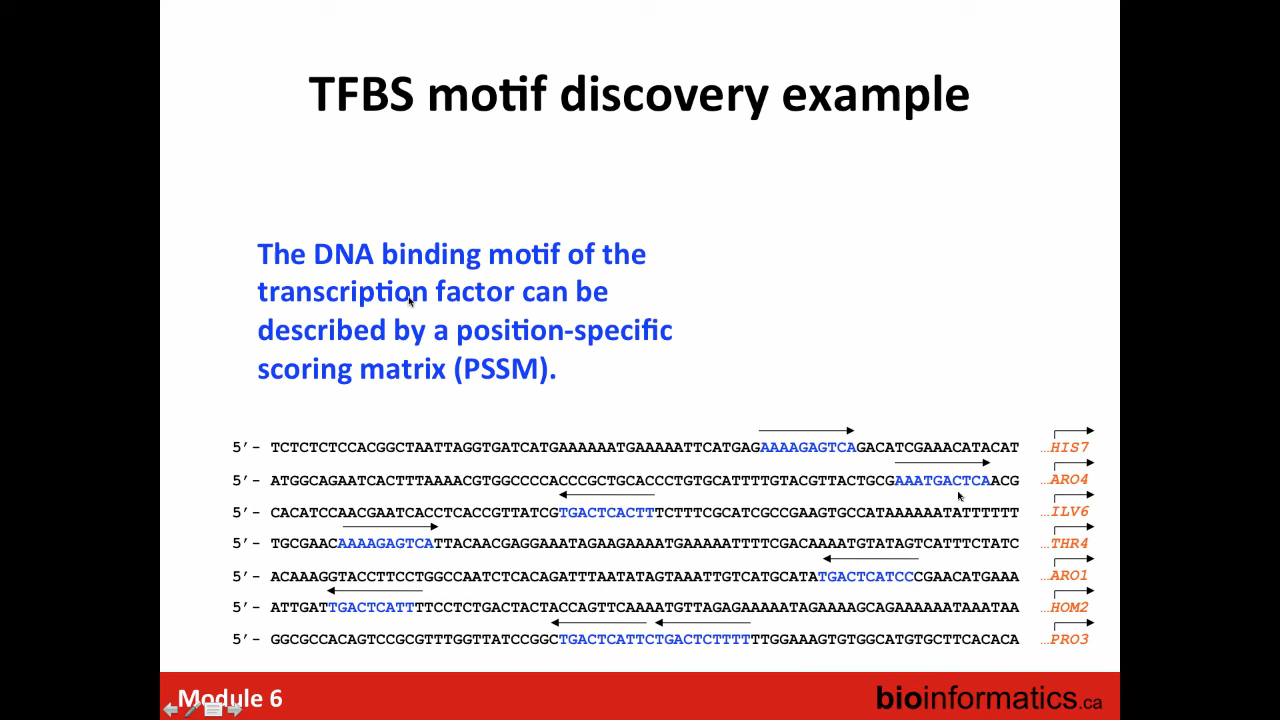 TFBS motif discovery example
The DNA binding motif of the
transcription factor can be
described by a position-specific
scoring matrix (PSSM).
5’- TCTCTCTCCACGGCTAATTAGGTGATCATGAAAAAATGAAAAATTCATGAGAAAAGAGTCAGACATCGAAACATACAT …HIS7
5’- ATGGCAGAATCACTTTAAAACGTGGCCCCACCCGCTGCACCCTGTGCATTTTGTACGTTACTGCGAAATGACTCAACG …ARO4
5’- CACATCCAACGAATCACCTCACCGTTATCGTGACTCACTTTCTTTCGCATCGCCGAAGTGCCATAAAAAATATTTTTT …ILV6
5’- TGCGAACAAAAGAGTCATTACAACGAGGAAATAGAAGAAAATGAAAAATTTTCGACAAAATGTATAGTCATTTCTATC …THR4
5’- ACAAAGGTACCTTCCTGGCCAATCTCACAGATTTAATATAGTAAATTGTCATGCATATGACTCATCCCGAACATGAAA …ARO1
5’- ATTGATTGACTCATTTTCCTCTGACTACTACCAGTTCAAAATGTTAGAGAAAAATAGAAAAGCAGAAAAAATAAATAA …HOM2
5’- GGCGCCACAGTCCGCGTTTGGTTATCCGGCTGACTCATTCTGACTCTTTTTTGGAAAGTGTGGCATGTGCTTCACACA …PRO3
Module 6
bioinformatics.ca